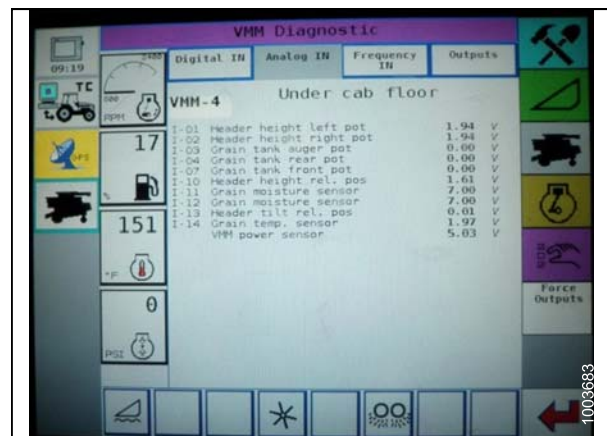 VMM Diagnostic
09:19
TC
GPS
2400
600
RPM
17
%
151
°F
0
PSI
Digital IN
Analog IN
Frequency IN
Outputs
VMM-4
Under cab floor
I-01 Header height left pot 1.94 V
I-02 Header height right pot 1.94 V
I-03 Grain tank auger pot 0.00 V
I-04 Grain tank rear pot 0.00 V
I-07 Grain tank front pot 0.00 V
I-10 Header height rel. pos 1.61 V
I-11 Grain moisture sensor 7.00 V
I-12 Grain moisture sensor 7.00 V
I-13 Header tilt rel. pos 0.01 V
I-14 Grain temp. sensor 1.97 V
VMM power sensor 5.03 V
Force
Outputs
1003683